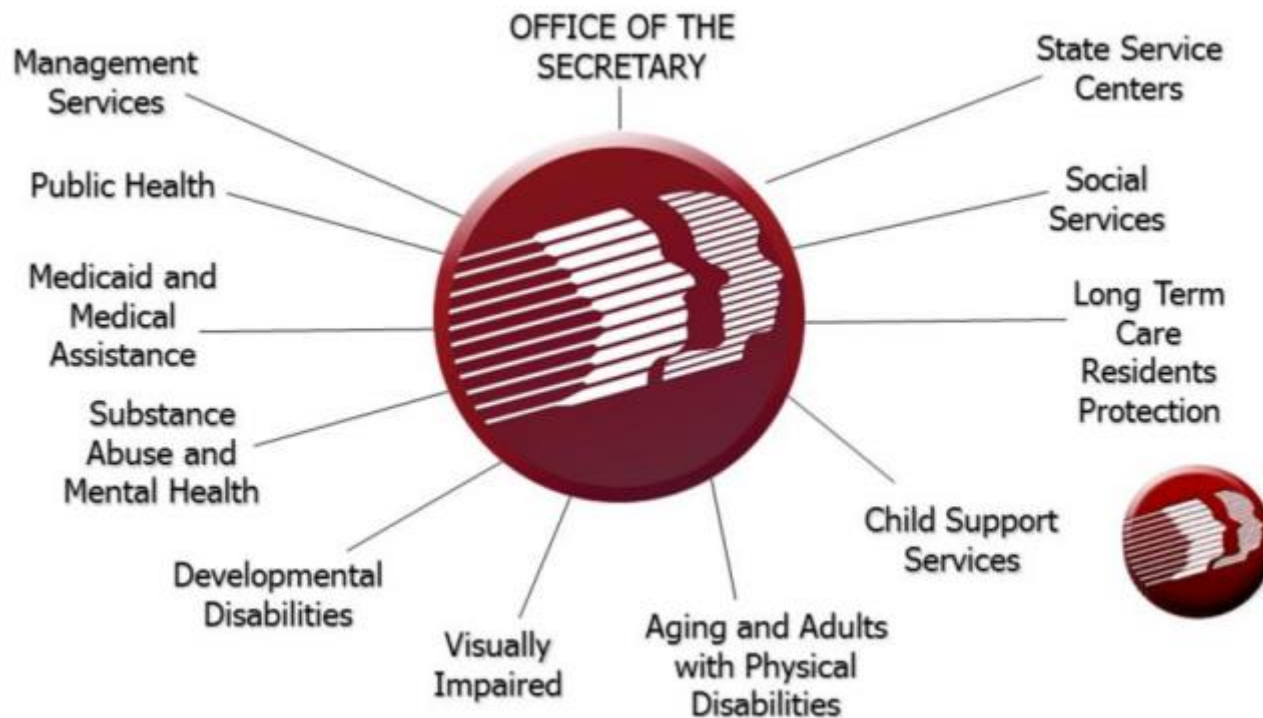 OFFICE OF THE
SECRETARY
Management
Services
Public Health
Medicaid and
Medical
Assistance
Substance
Abuse and
Mental Health
Developmental
Disabilities
Visually
Impaired
Aging and Adults
with Physical
Disabilities
Child Support
Services
Long Term
Care
Residents
Protection
Social
Services
State Service
Centers